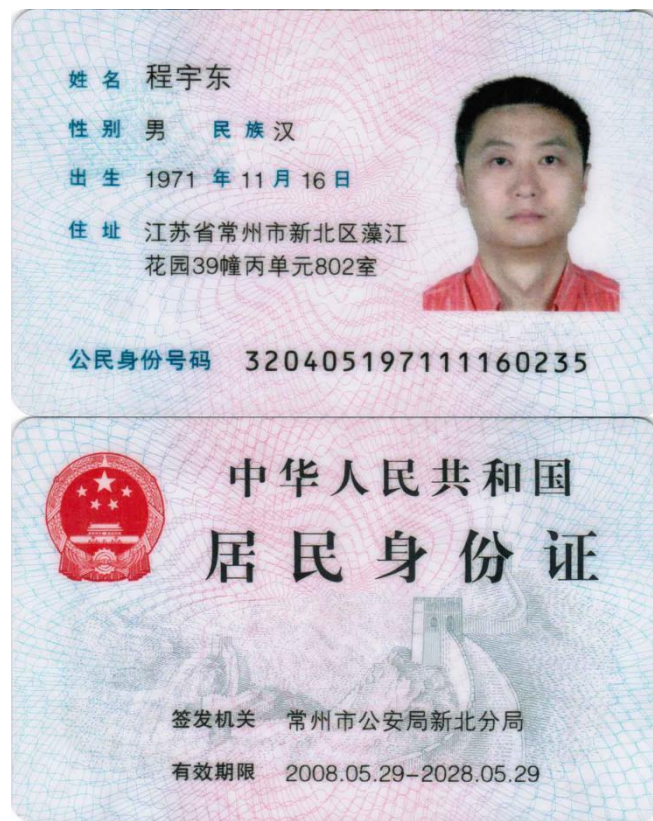 姓 名 程宇东
性 别 男 民 族 汉
出 生 1971 年 11 月 16 日
住 址 江苏省常州市新北区藻江
花园39幢丙单元802室
公民身份号码 320405197111160235
中华人民共和国
居民身份证
签发机关 常州市公安局新北分局
有效期限 2008.05.29-2028.05.29